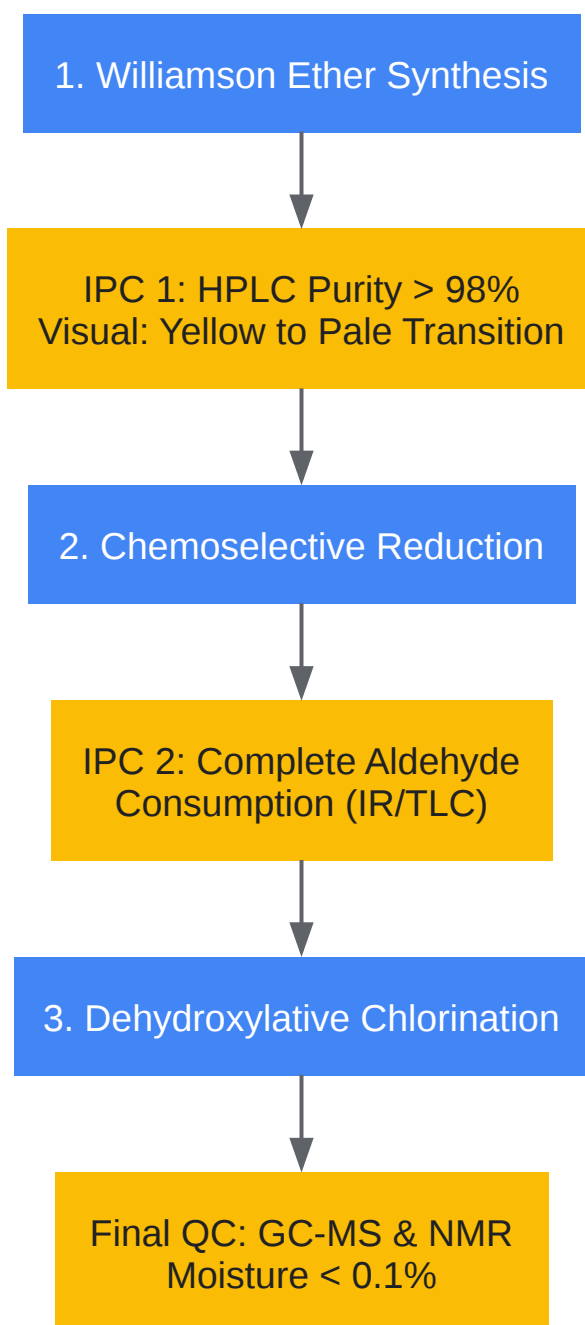 1. Williamson Ether Synthesis
IPC 1: HPLC Purity > 98%
Visual: Yellow to Pale Transition
2. Chemoselective Reduction
IPC 2: Complete Aldehyde
Consumption (IR/TLC)
3. Dehydroxylative Chlorination
Final QC: GC-MS & NMR
Moisture < 0.1%